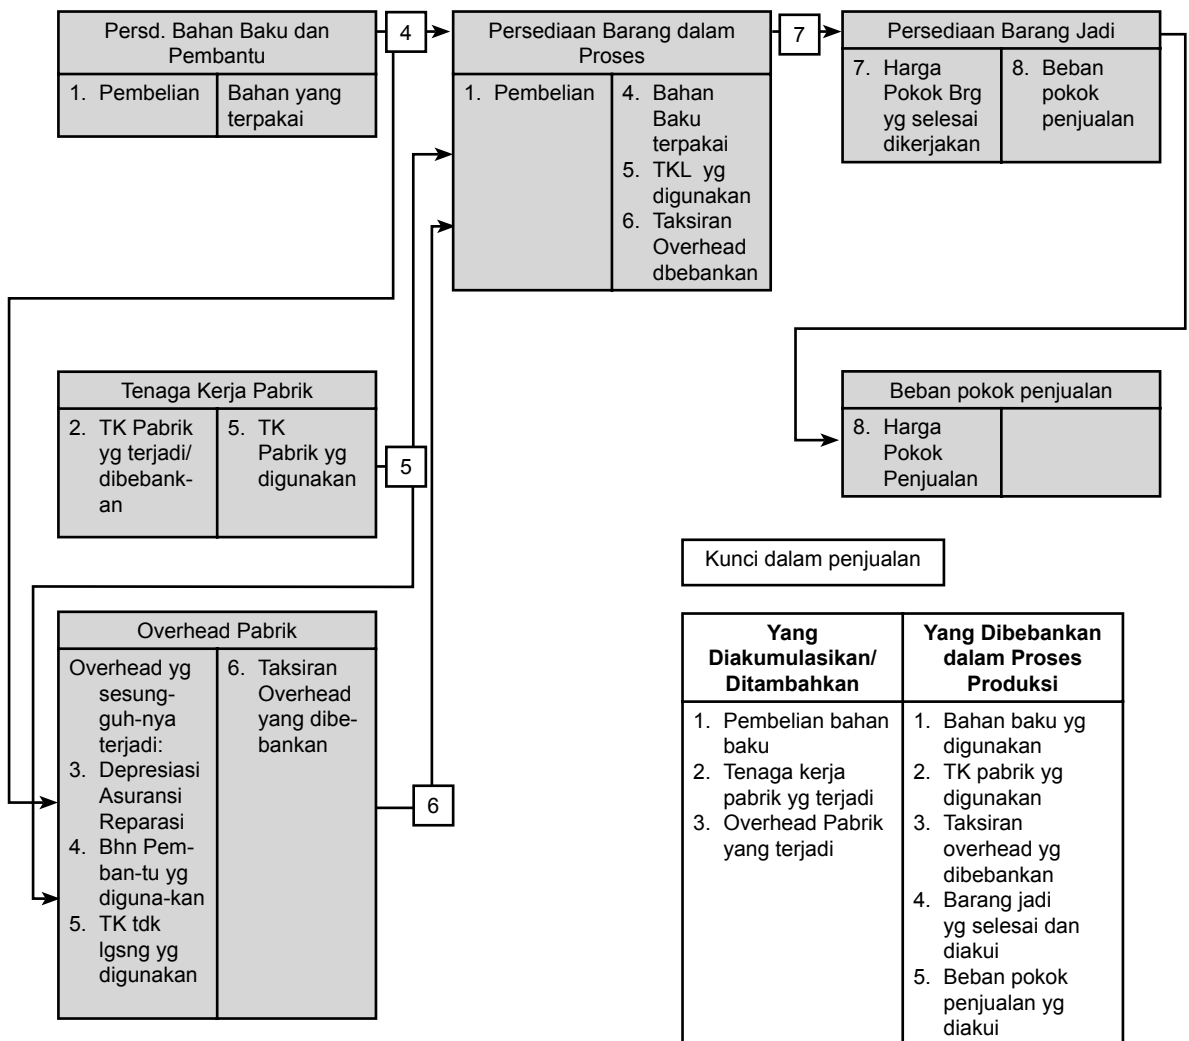 Persd. Bahan Baku dan
Pembantu
1. Pembelian
Bahan yang
terpakai
4
Persediaan Barang dalam
Proses
1. Pembelian
4. Bahan
Baku
terpakai
5. TKL yg
digunakan
6. Taksiran
Overhead
dbebankan
7
Persediaan Barang Jadi
7. Harga
Pokok Brg
yg selesai
dikerjakan
8. Beban
pokok
penjualan
Tenaga Kerja Pabrik
2. TK Pabrik
yg terjadi/
dibebank-
an
5. TK
Pabrik yg
digunakan
5
Beban pokok penjualan
8. Harga
Pokok
Penjualan
Overhead Pabrik
Overhead yg
sesung-
guh-nya
terjadi:
3. Depresiasi
Asuransi
Reparasi
4. Bhn Pem-
ban-tu yg
diguna-kan
5. TK tdk
lgsng yg
digunakan
6. Taksiran
Overhead
yang dibe-
bankan
6
Kunci dalam penjualan
Yang
Diakumulasikan/
Ditambahkan
1. Pembelian bahan
baku
2. Tenaga kerja
pabrik yg terjadi
3. Overhead Pabrik
yang terjadi
Yang Dibebankan
dalam Proses
Produksi
1. Bahan baku yg
digunakan
2. TK pabrik yg
digunakan
3. Taksiran
overhead yg
dibebankan
4. Barang jadi
yg selesai dan
diakui
5. Beban pokok
penjualan yg
diakui